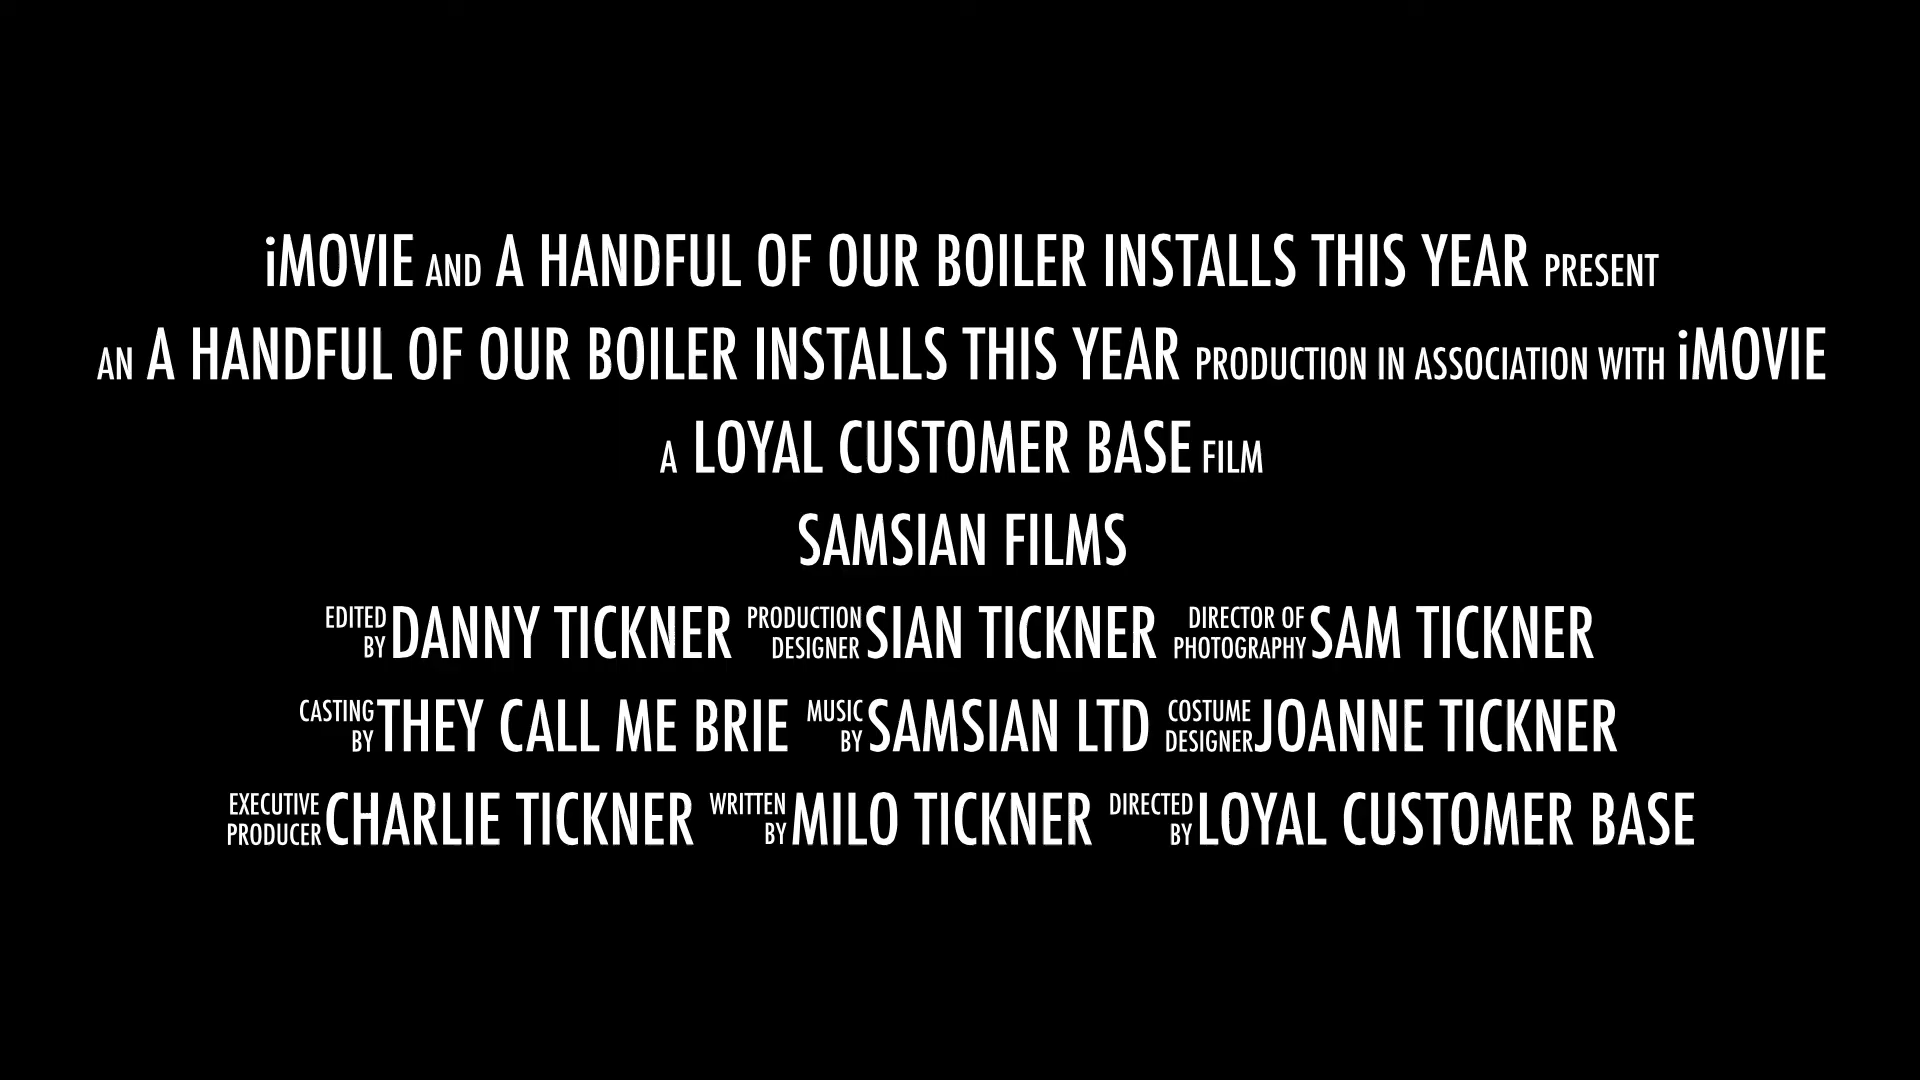 iMOVIE AND A HANDFUL OF OUR BOILER INSTALLS THIS YEAR PRESENT
AN A HANDFUL OF OUR BOILER INSTALLS THIS YEAR PRODUCTION IN ASSOCIATION WITH iMOVIE
A LOYAL CUSTOMER BASE FILM
SAMSIAN FILMS
EDITED BY DANNY TICKNER PRODUCTION DESIGNER SIAN TICKNER DIRECTOR OF PHOTOGRAPHY SAM TICKNER
CASTING BY THEY CALL ME BRIE MUSIC BY SAMSIAN LTD COSTUME DESIGNER JOANNE TICKNER
EXECUTIVE PRODUCER CHARLIE TICKNER WRITTEN BY MILO TICKNER DIRECTED BY LOYAL CUSTOMER BASE